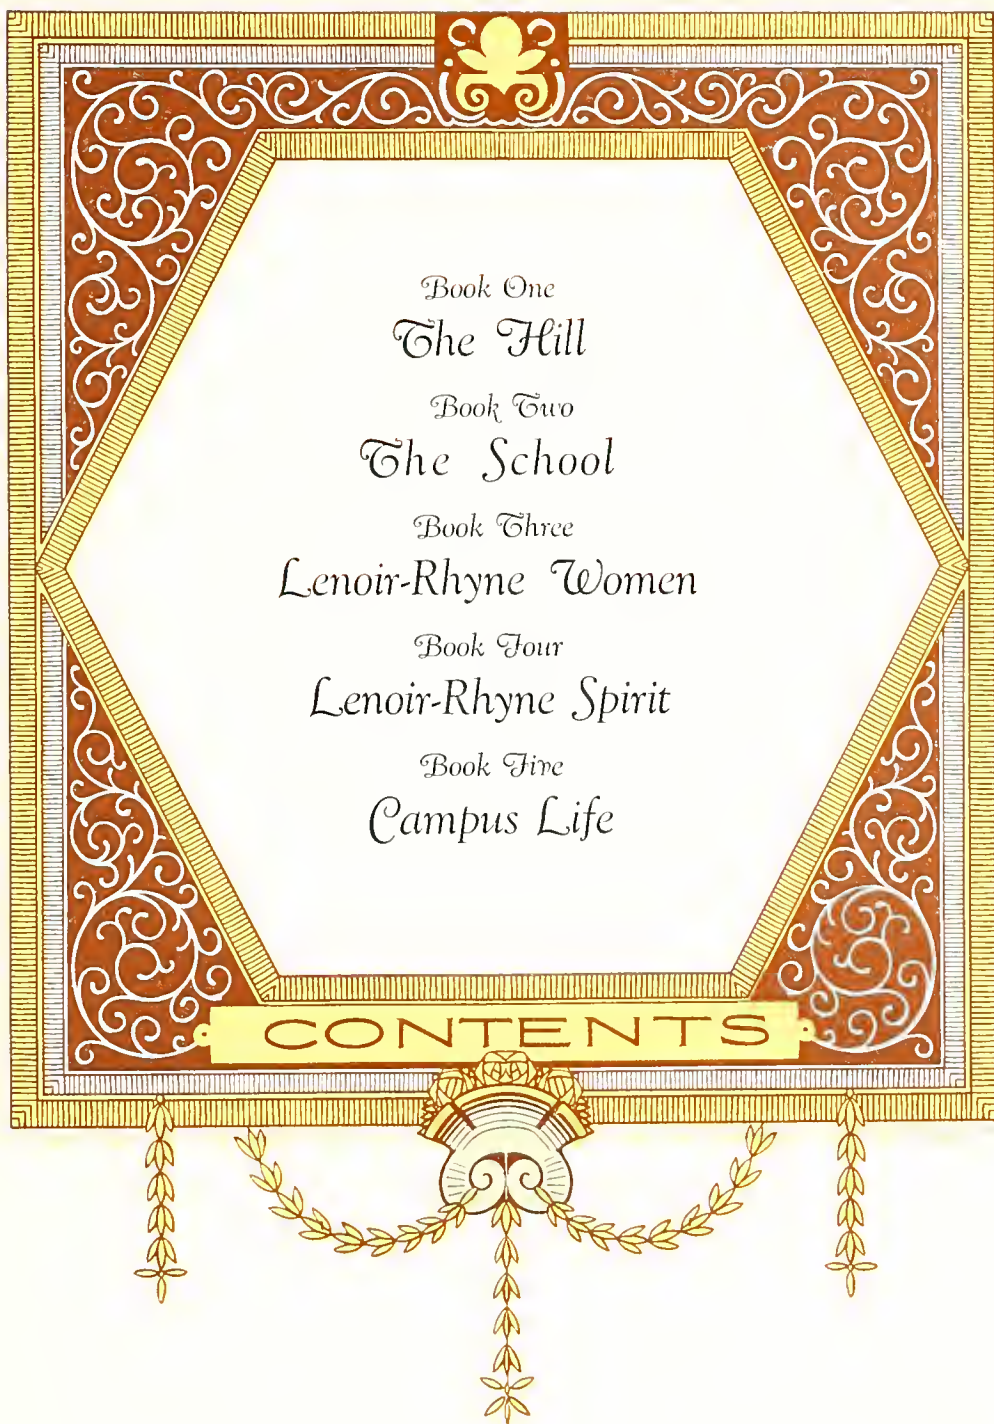 Book One
The Hill
Book Two
The School
Book Three
Lenoir-Rhyne Women
Book Four
Lenoir-Rhyne Spirit
Book Five
Campus Life
CONTENTS